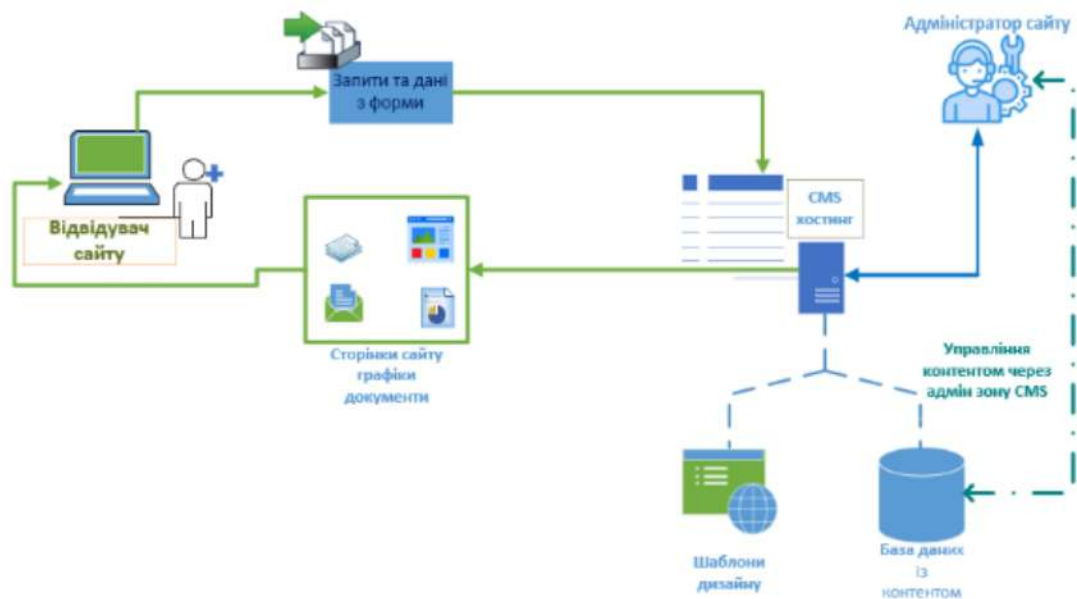 Адміністратор сайту
Запити та дані
з форми
CMS
хостинг
Відвідувач
сайту
Сторінки сайту
графіки
документи
Управління
контентом через
адмін зону CMS
Шаблони
дизайну
База даних
із
контентом